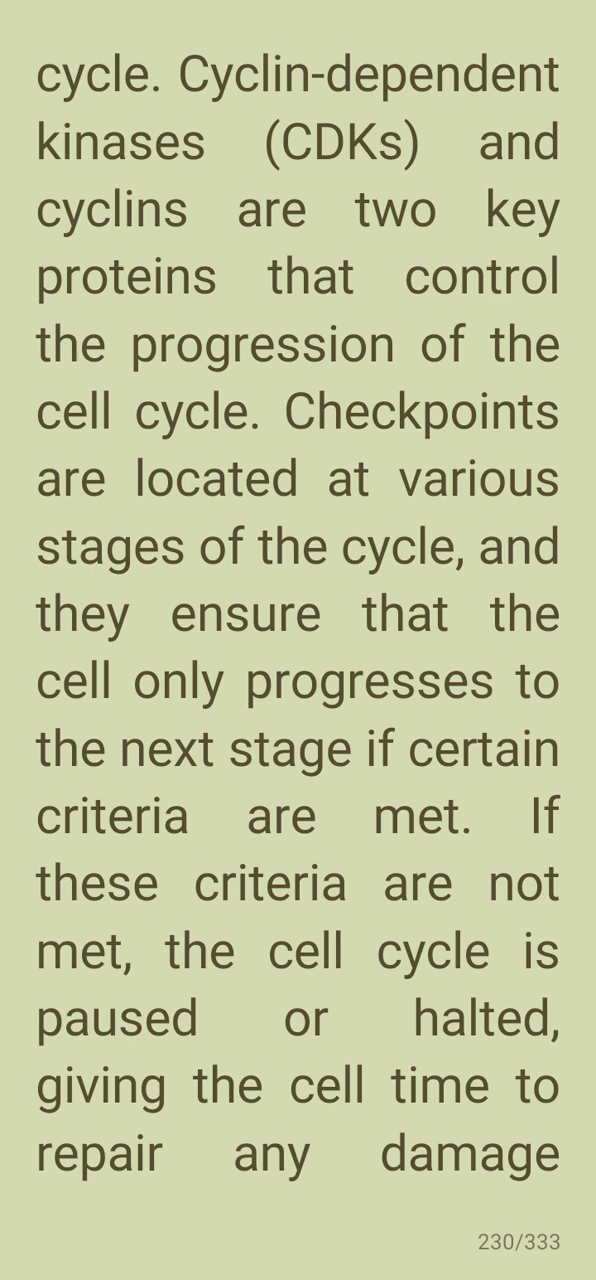 cycle. Cyclin-dependent
kinases (CDKs) and
cyclins are two key
proteins that control
the progression of the
cell cycle. Checkpoints
are located at various
stages of the cycle, and
they ensure that the
cell only progresses to
the next stage if certain
criteria are met. If
these criteria are not
met, the cell cycle is
paused or halted,
giving the cell time to
repair any damage
230/333